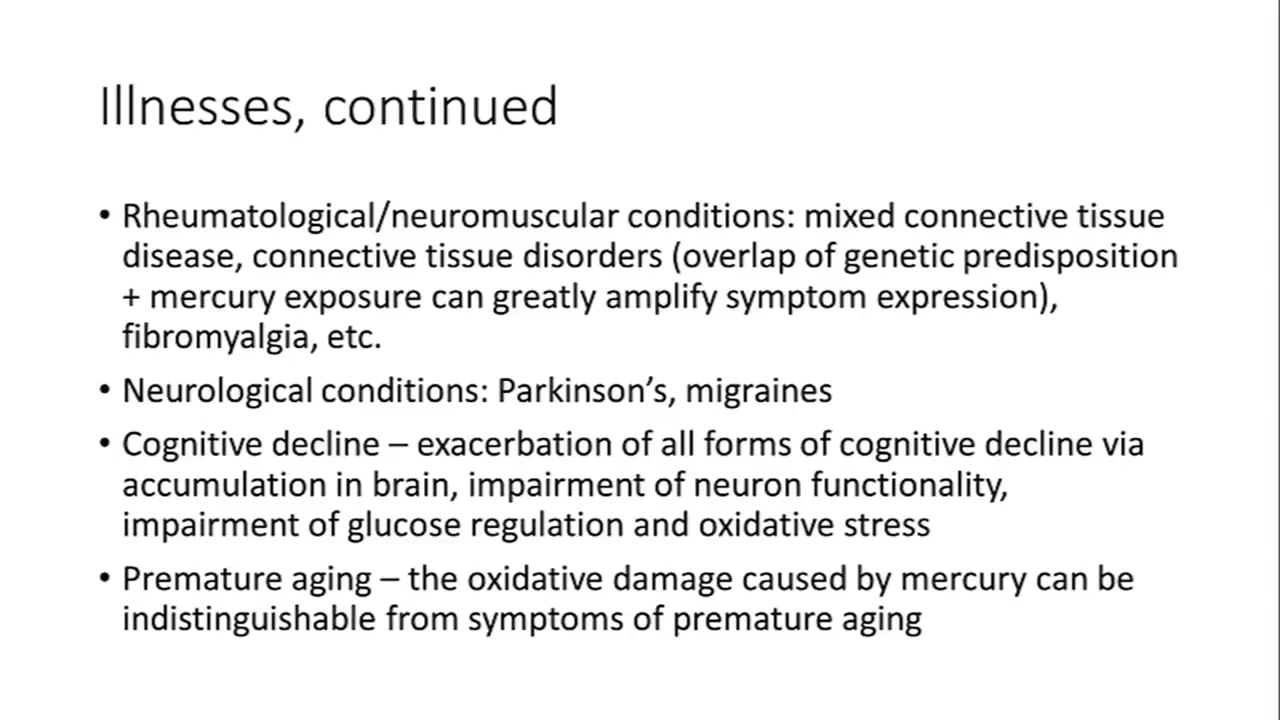 Illnesses, continued
• Rheumatological/neuromuscular conditions: mixed connective tissue
disease, connective tissue disorders (overlap of genetic predisposition
+ mercury exposure can greatly amplify symptom expression),
fibromyalgia, etc.
• Neurological conditions: Parkinson’s, migraines
• Cognitive decline – exacerbation of all forms of cognitive decline via
accumulation in brain, impairment of neuron functionality,
impairment of glucose regulation and oxidative stress
• Premature aging – the oxidative damage caused by mercury can be
indistinguishable from symptoms of premature aging